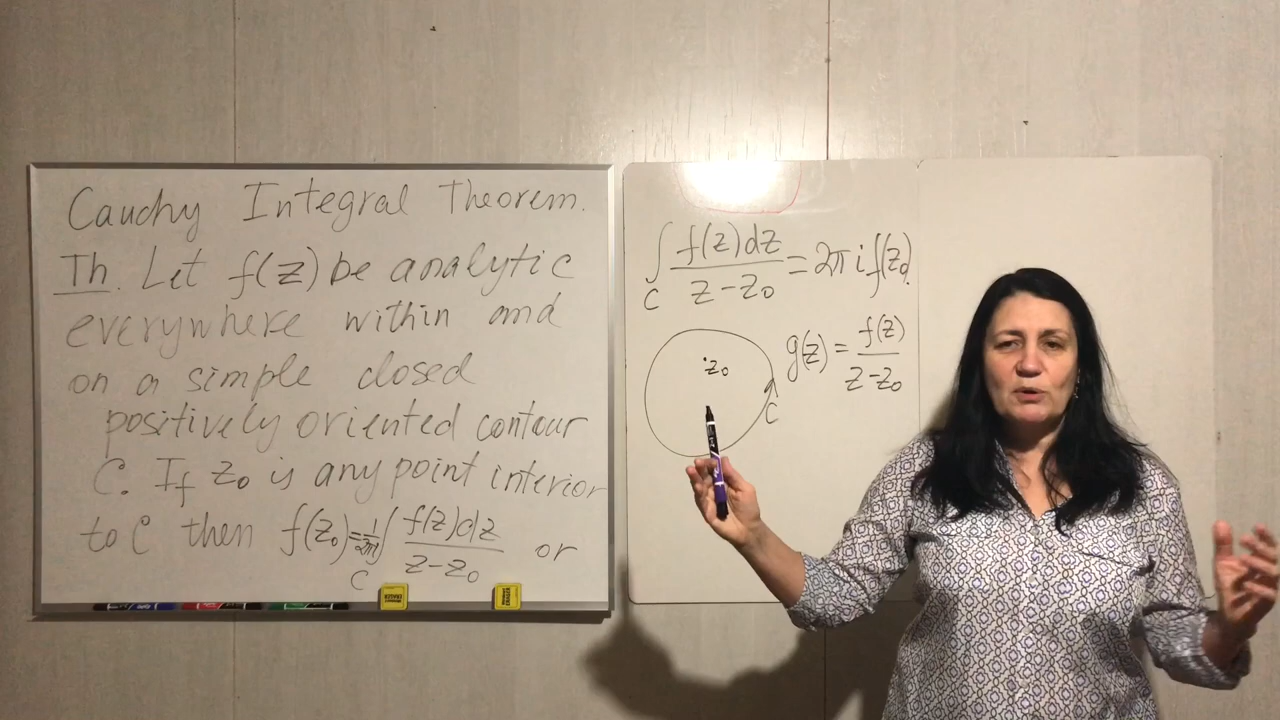 Cauchy Integral Theorem.
Th. Let f(z) be analytic
everywhere within and
on a simple closed
positively oriented contour
C. If z₀ is any point interior
to C then f(z₀) = 1/(2πi) ∫_C f(z)dz/(z-z₀) or
∫_C f(z)dz/(z-z₀) = 2πi f(z₀).
z₀
g(z) = f(z)/(z-z₀)
C